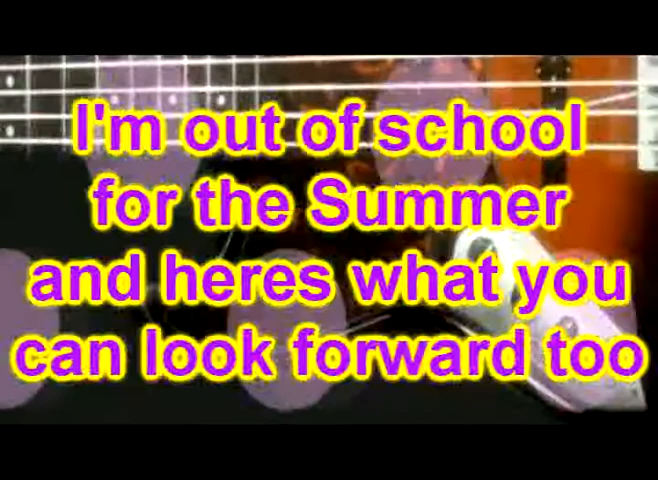 I'm out of school
for the Summer
and heres what you
can look forward too